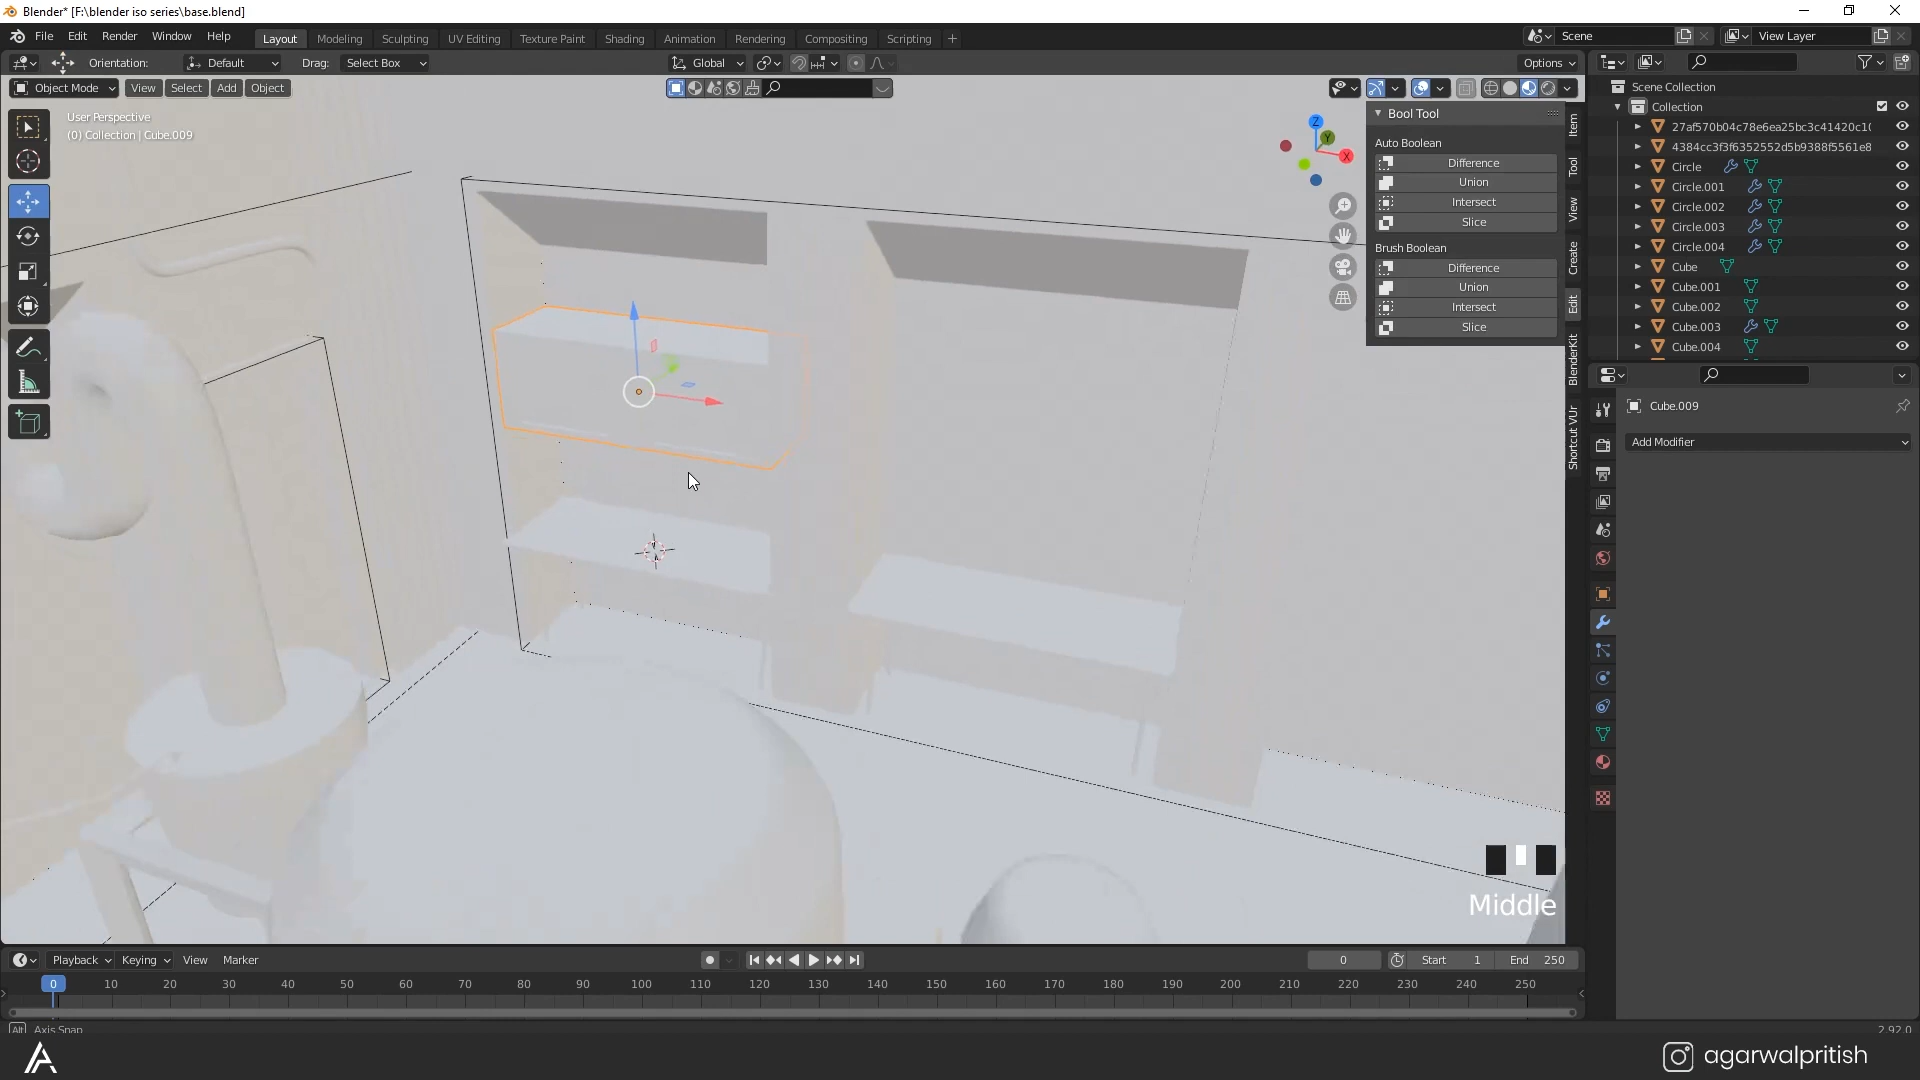 Blender* [F:\blender iso series\base.blend]
File Edit Render Window Help Layout Modeling Sculpting UV Editing Texture Paint Shading Animation Rendering Compositing Scripting + Scene View Layer
Orientation: Default Drag: Select Box Global Options
Object Mode View Select Add Object
User Perspective
(0) Collection | Cube.009
Z Y X
Bool Tool
Auto Boolean
Difference
Union
Intersect
Slice
Brush Boolean
Difference
Union
Intersect
Slice
Item
Tool
View
Create
Edit
BlenderKit
Shortcut VUr
Scene Collection
Collection
27af570b04c78e6ea25bc3c41420c1(
4384cc3f3f6352552d5b9388f5561e8
Circle
Circle.001
Circle.002
Circle.003
Circle.004
Cube
Cube.001
Cube.002
Cube.003
Cube.004
Cube.009
Add Modifier
Middle
Playback Keying View Marker 0 Start 1 End 250
0 10 20 30 40 50 60 70 80 90 100 110 120 130 140 150 160 170 180 190 200 210 220 230 240 250
Alt Axis Snap 2.92.0
agarwalpritish